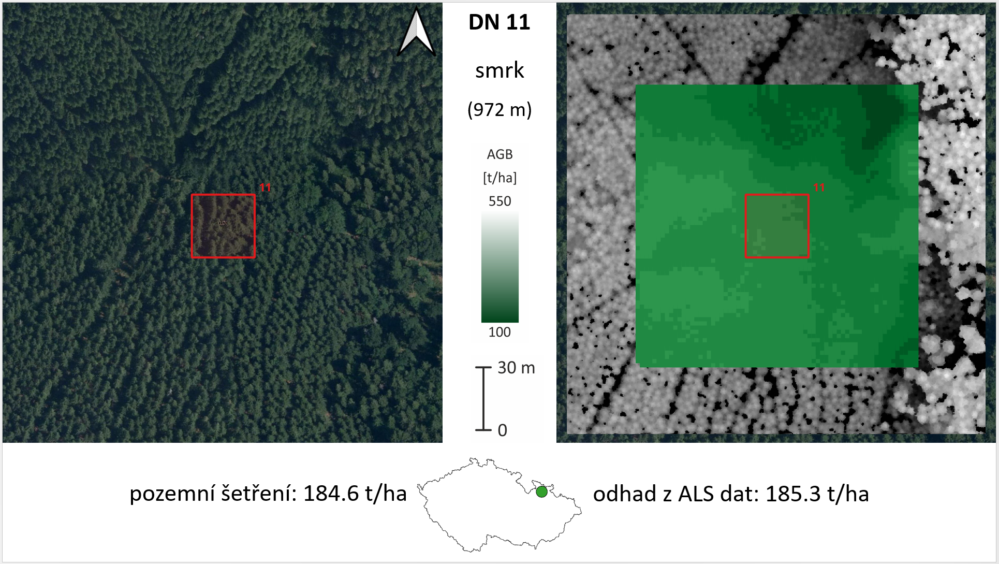 DN 11
smrk
(972 m)
11
11
AGB
[t/ha]
550
100
30 m
0
pozemní šetření: 184.6 t/ha
odhad z ALS dat: 185.3 t/ha